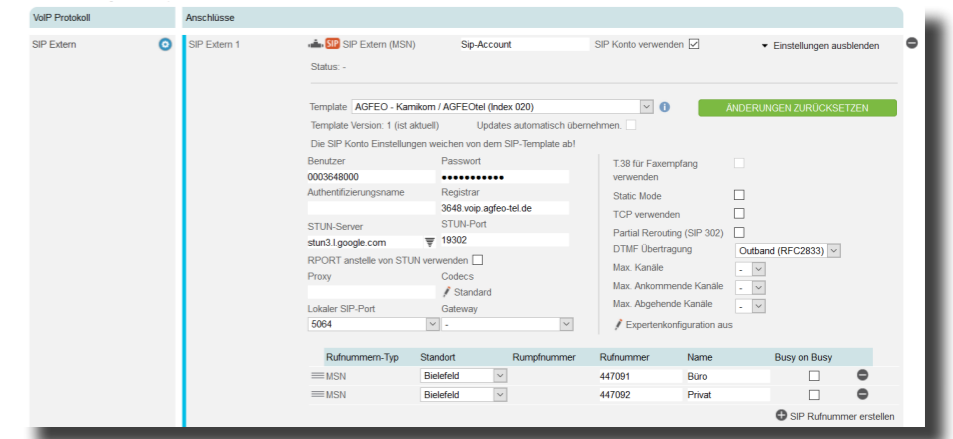 VoIP Protokoll Anschlüsse
SIP Extern SIP Extern 1 SIP SIP Extern (MSN) Sip-Account SIP Konto verwenden Einstellungen ausblenden
Status: -
Template AGFEO - Kamikom / AGFEOtel (Index 020) ÄNDERUNGEN ZURÜCKSETZEN
Template Version: 1 (ist aktuell) Updates automatisch übernehmen.
Die SIP Konto Einstellungen weichen von dem SIP-Template ab!
Benutzer Passwort
0003648000 •••••••••••
Authentifizierungsname Registrar
3648.voip.agfeo-tel.de
STUN-Server STUN-Port
stun3.l.google.com 19302
RPORT anstelle von STUN verwenden
Proxy Codecs
Standard
Lokaler SIP-Port Gateway
5064 -
T.38 für Faxempfang
verwenden
Static Mode
TCP verwenden
Partial Rerouting (SIP 302)
DTMF Übertragung Outband (RFC2833)
Max. Kanäle -
Max. Ankommende Kanäle -
Max. Abgehende Kanäle -
Expertenkonfiguration aus
Rufnummern-Typ Standort Rumpfnummer Rufnummer Name Busy on Busy
MSN Bielefeld 447091 Büro
MSN Bielefeld 447092 Privat
SIP Rufnummer erstellen